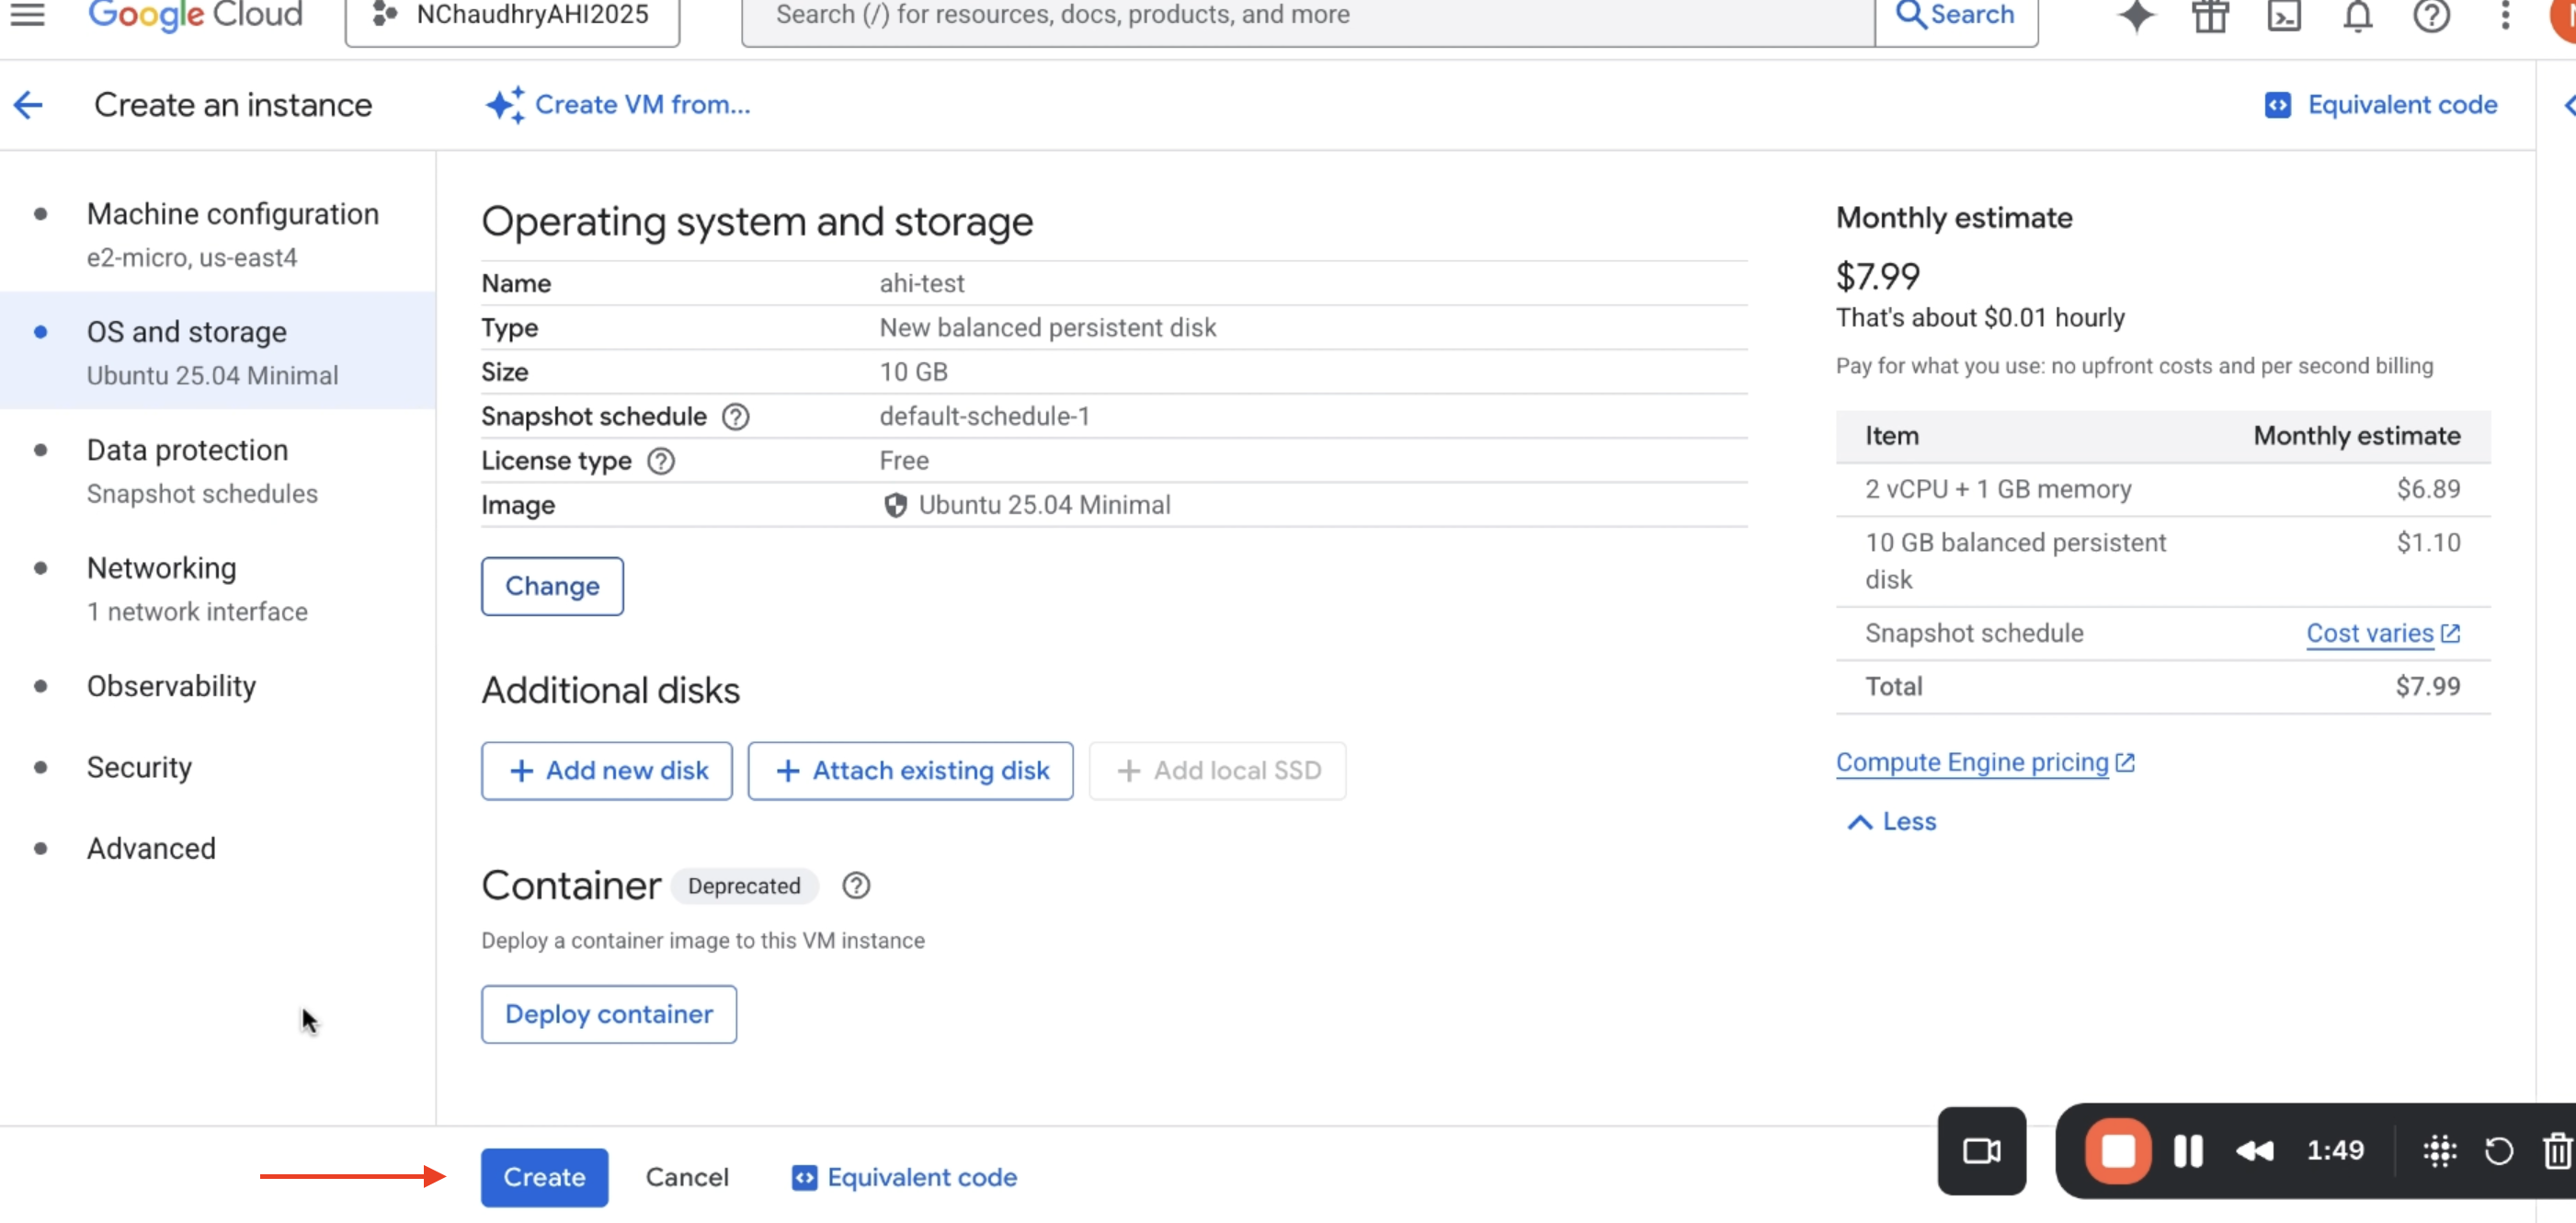 Google Cloud
NChaudhryAHI2025
Search (/) for resources, docs, products, and more
Search
Create an instance
Create VM from...
Equivalent code
Machine configuration
e2-micro, us-east4
OS and storage
Ubuntu 25.04 Minimal
Data protection
Snapshot schedules
Networking
1 network interface
Observability
Security
Advanced
Operating system and storage
Name ahi-test
Type New balanced persistent disk
Size 10 GB
Snapshot schedule default-schedule-1
License type Free
Image Ubuntu 25.04 Minimal
Change
Additional disks
+ Add new disk
+ Attach existing disk
+ Add local SSD
Container Deprecated
Deploy a container image to this VM instance
Deploy container
Monthly estimate
$7.99
That's about $0.01 hourly
Pay for what you use: no upfront costs and per second billing
Item Monthly estimate
2 vCPU + 1 GB memory $6.89
10 GB balanced persistent $1.10
disk
Snapshot schedule Cost varies
Total $7.99
Compute Engine pricing
Less
Create
Cancel
Equivalent code
1:49